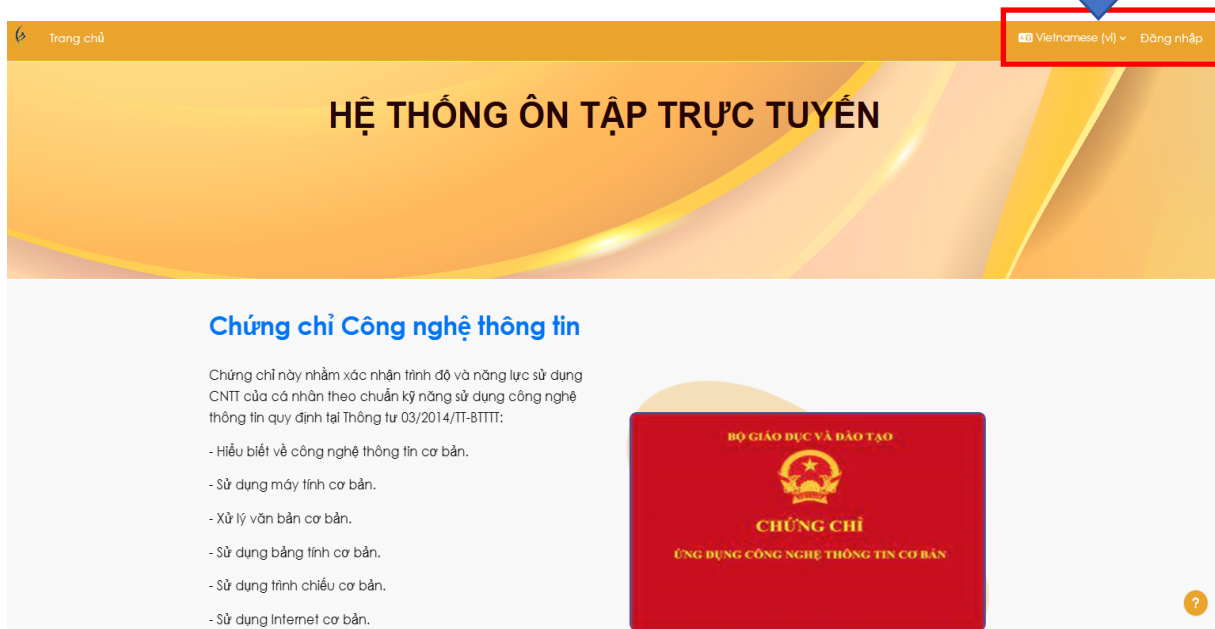 Trang chủ
Vietnamese (vi) Đăng nhập
HỆ THỐNG ÔN TẬP TRỰC TUYẾN
Chứng chỉ Công nghệ thông tin
Chứng chỉ này nhằm xác nhận trình độ và năng lực sử dụng
CNTT của cá nhân theo chuẩn kỹ năng sử dụng công nghệ
thông tin quy định tại Thông tư 03/2014/TT-BTTTT:
- Hiểu biết về công nghệ thông tin cơ bản.
- Sử dụng máy tính cơ bản.
- Xử lý văn bản cơ bản.
- Sử dụng bảng tính cơ bản.
- Sử dụng trình chiếu cơ bản.
- Sử dụng Internet cơ bản.
BỘ GIÁO DỤC VÀ ĐÀO TẠO
CHỨNG CHỈ
ỨNG DỤNG CÔNG NGHỆ THÔNG TIN CƠ BẢN
?